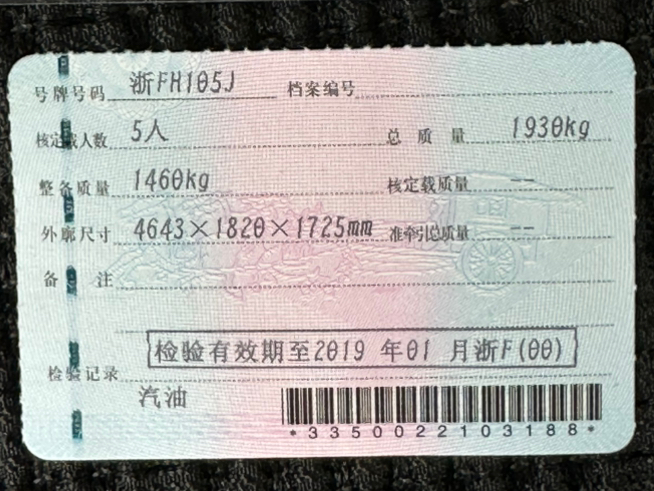 号牌号码 浙FH105J 档案编号
核定载人数 5人 总质量 1930kg
整备质量 1460kg 核定载质量 --
外廓尺寸 4643×1820×1725mm 准牵引总质量 --
备注
检验有效期至2019 年01 月浙F(00)
检验记录
汽油
*3350022103188*